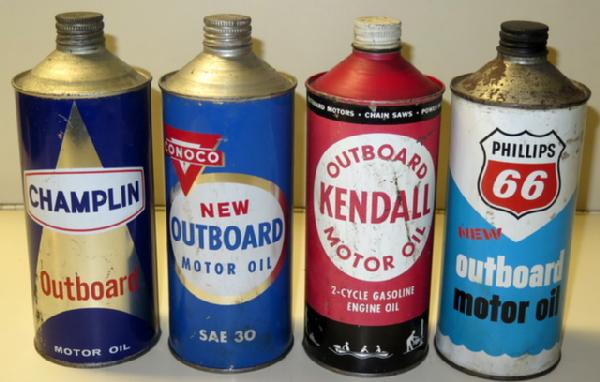 CHAMPLIN
Outboard
MOTOR OIL
CONOCO
NEW
OUTBOARD
MOTOR OIL
SAE 30
OUTBOARD MOTORS • CHAIN SAWS •
OUTBOARD
KENDALL
MOTOR OIL
2-CYCLE GASOLINE
ENGINE OIL
PHILLIPS
66
NEW
outboard
motor oil